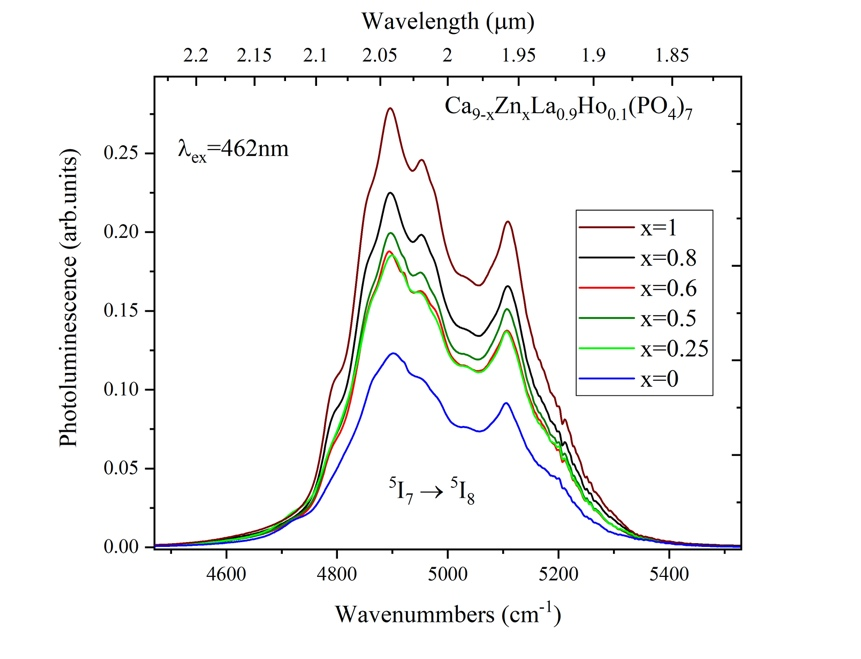 Wavelength (μm)
2.2 2.15 2.1 2.05 2 1.95 1.9 1.85
Ca9-xZnxLa0.9Ho0.1(PO4)7
λex=462nm
Photoluminescence (arb.units)
0.25
0.20
0.15
0.10
0.05
0.00
x=1
x=0.8
x=0.6
x=0.5
x=0.25
x=0
5I7 → 5I8
4600 4800 5000 5200 5400
Wavenummbers (cm-1)